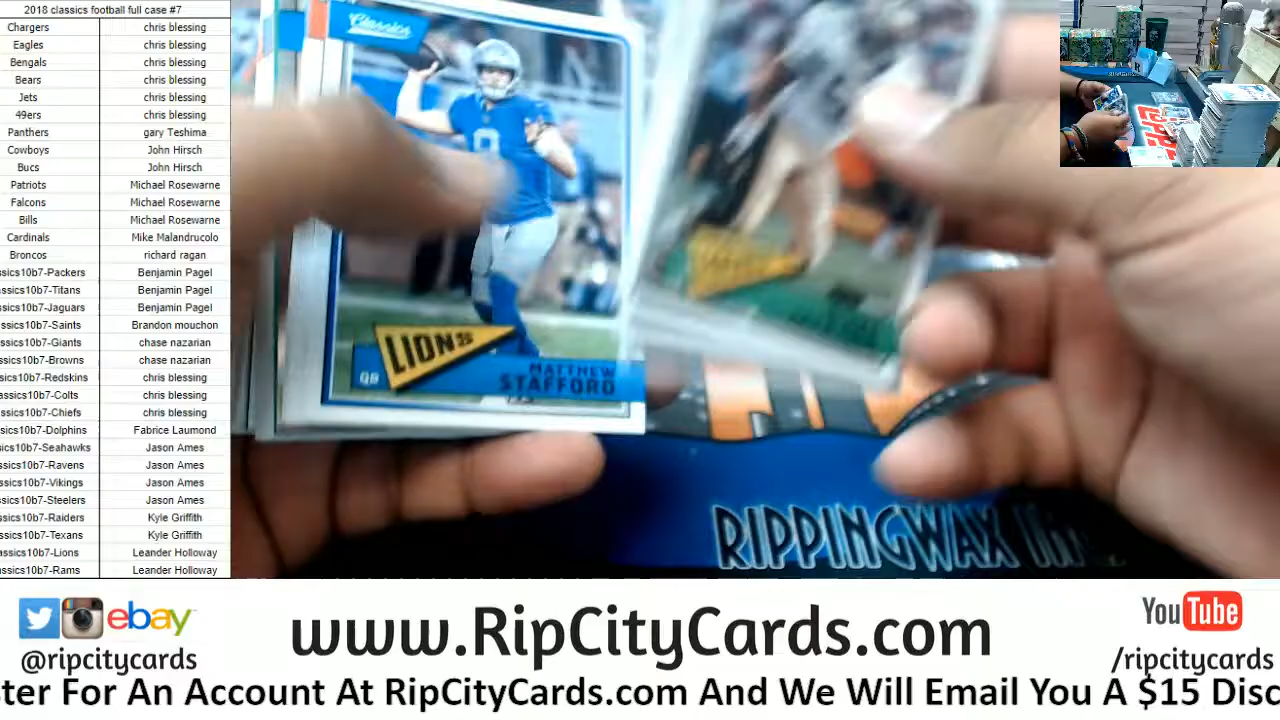 2018 classics football full case #7
Chargers chris blessing
Eagles chris blessing
Bengals chris blessing
Bears chris blessing
Jets chris blessing
49ers chris blessing
Panthers gary Teshima
Cowboys John Hirsch
Bucs John Hirsch
Patriots Michael Rosewarne
Falcons Michael Rosewarne
Bills Michael Rosewarne
Cardinals Mike Malandrucolo
Broncos richard ragan
ssics10b7-Packers Benjamin Pagel
ssics10b7-Titans Benjamin Pagel
ssics10b7-Jaguars Benjamin Pagel
ssics10b7-Saints Brandon mouchon
ssics10b7-Giants chase nazarian
ssics10b7-Browns chase nazarian
sics10b7-Redskins chris blessing
assics10b7-Colts chris blessing
ssics10b7-Chiefs chris blessing
sics10b7-Dolphins Fabrice Laumond
ics10b7-Seahawks Jason Ames
ssics10b7-Ravens Jason Ames
ssics10b7-Vikings Jason Ames
sics10b7-Steelers Jason Ames
ssics10b7-Raiders Kyle Griffith
ssics10b7-Texans Kyle Griffith
assics10b7-Lions Leander Holloway
assics10b7-Rams Leander Holloway
Classics
LIONS
QB
MATTHEW
STAFFORD
RIPPINGWAX
ebay
@ripcitycards
www.RipCityCards.com
YouTube
/ripcitycards
ster For An Account At RipCityCards.com And We Will Email You A $15 Disc